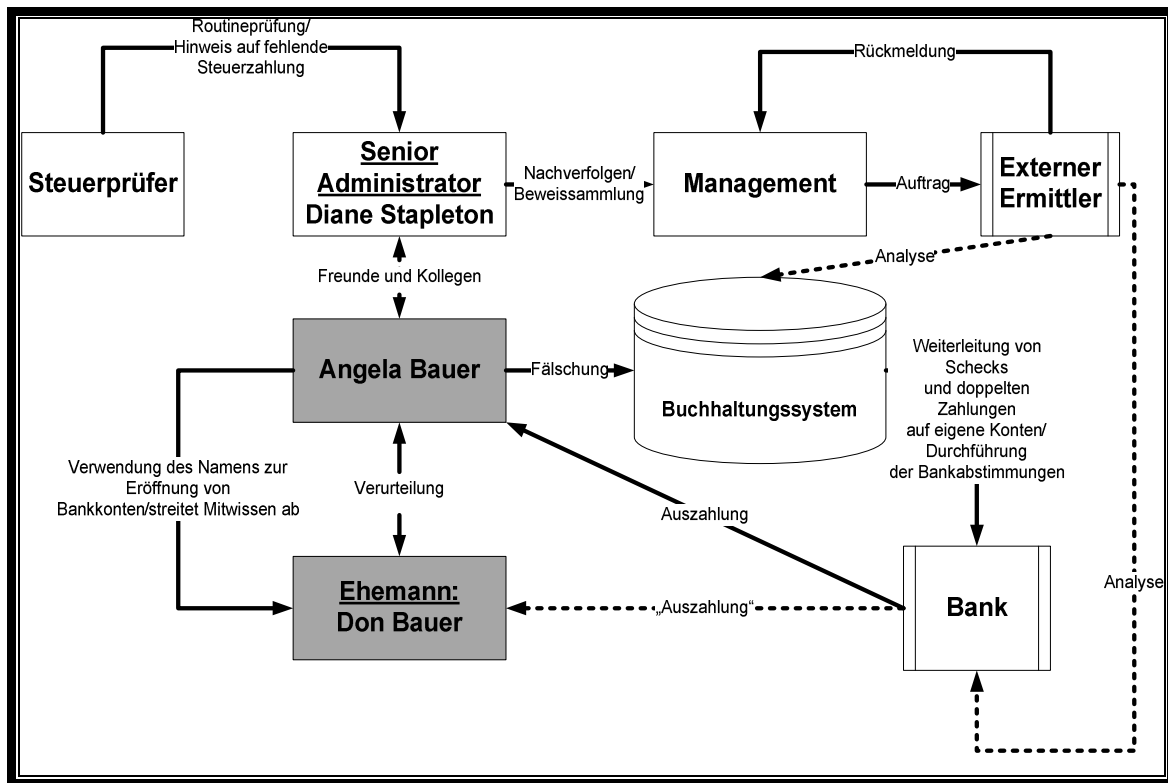 Routineprüfung/
Hinweis auf fehlende
Steuerzahlung
Rückmeldung
Steuerprüfer
Senior
Administrator
Diane Stapleton
Nachverfolgen/
Beweissammlung
Management
Auftrag
Externer
Ermittler
Analyse
Freunde und Kollegen
Angela Bauer
Fälschung
Buchhaltungssystem
Weiterleitung von
Schecks
und doppelten
Zahlungen
auf eigene Konten/
Durchführung
der Bankabstimmungen
Verwendung des Namens zur
Eröffnung von
Bankkonten/streitet Mitwissen ab
Verurteilung
Auszahlung
Analyse
Ehemann:
Don Bauer
„Auszahlung“
Bank